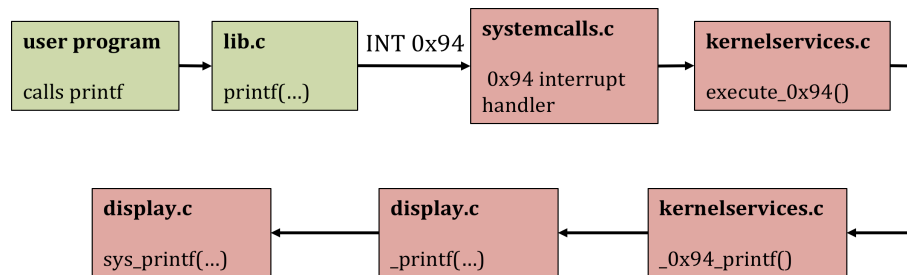 user program
calls printf
lib.c
printf(…)
INT 0x94
systemcalls.c
0x94 interrupt
handler
kernelservices.c
execute_0x94()
display.c
sys_printf(…)
display.c
_printf(…)
kernelservices.c
_0x94_printf()